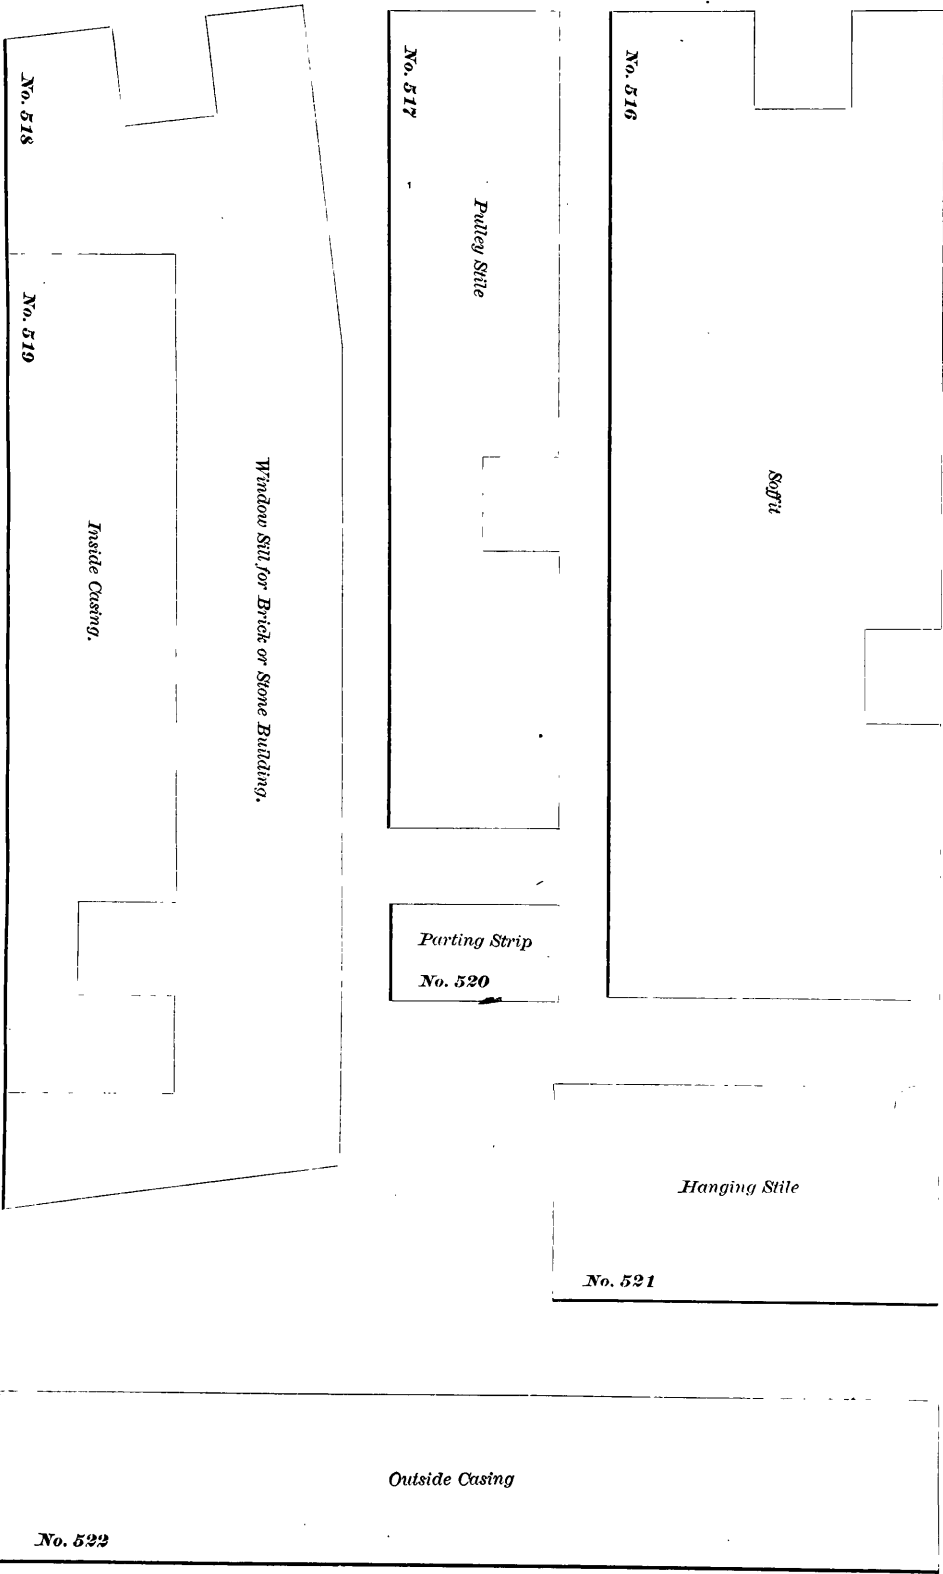 No. 518
No. 517
No. 516
Pulley Stile
No. 519
Soffit
Window Sill for Brick or Stone Building.
Inside Casing.
Parting Strip
No. 520
Hanging Stile
No. 521
Outside Casing
No. 522